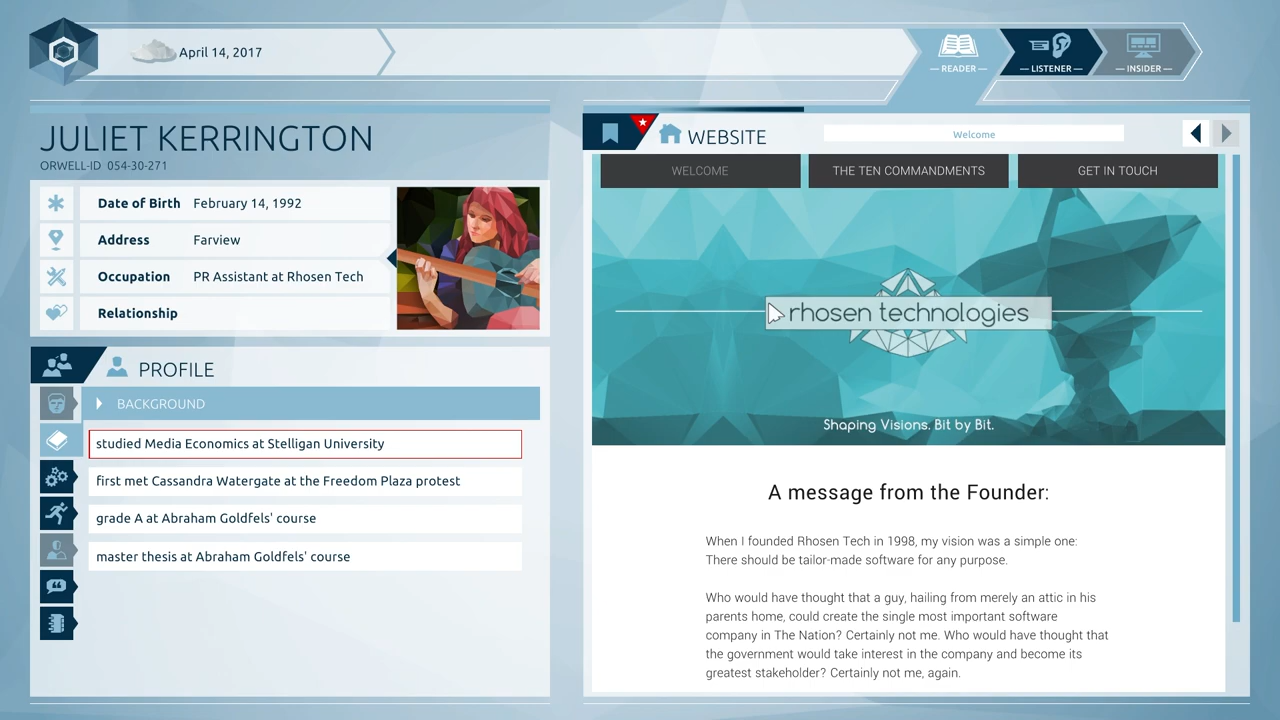 April 14, 2017
— READER —
— LISTENER —
— INSIDER —
JULIET KERRINGTON
ORWELL-ID 054-30-271
Date of Birth February 14, 1992
Address Farview
Occupation PR Assistant at Rhosen Tech
Relationship
PROFILE
BACKGROUND
studied Media Economics at Stelligan University
first met Cassandra Watergate at the Freedom Plaza protest
grade A at Abraham Goldfels' course
master thesis at Abraham Goldfels' course
WEBSITE
Welcome
WELCOME
THE TEN COMMANDMENTS
GET IN TOUCH
rhosen technologies
Shaping Visions. Bit by Bit.
A message from the Founder:
When I founded Rhosen Tech in 1998, my vision was a simple one:
There should be tailor-made software for any purpose.
Who would have thought that a guy, hailing from merely an attic in his
parents home, could create the single most important software
company in The Nation? Certainly not me. Who would have thought that
the government would take interest in the company and become its
greatest stakeholder? Certainly not me, again.